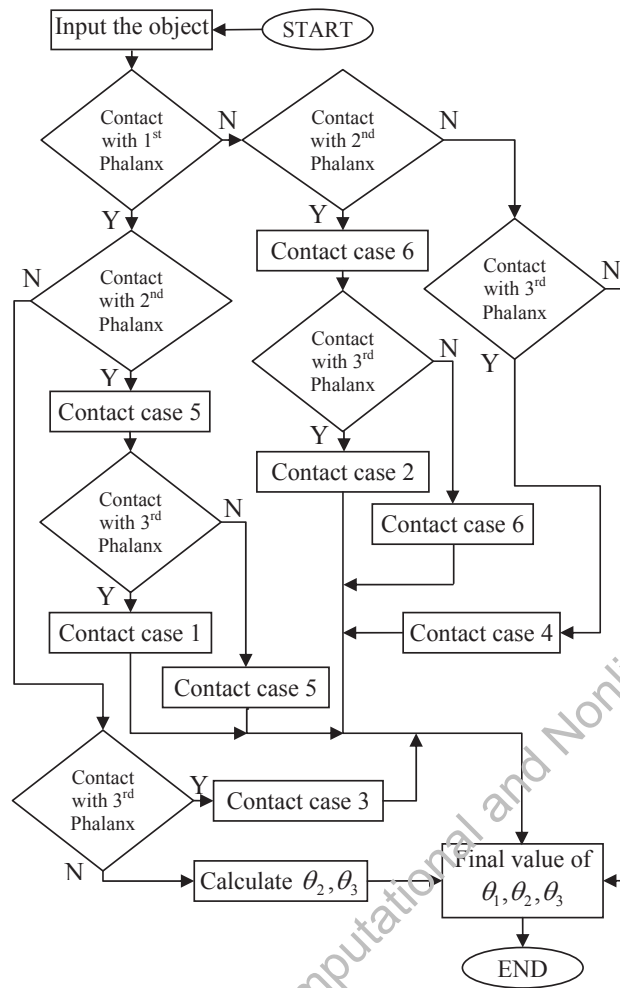 Input the object
START
Contact
with 1st
Phalanx
N
Contact
with 2nd
Phalanx
N
Y
Y
N
Contact
with 2nd
Phalanx
Contact case 6
Contact
with 3rd
Phalanx
N
Contact
with 3rd
Phalanx
N
Y
Y
Contact case 5
Y
Contact case 2
Contact
with 3rd
Phalanx
N
Contact case 6
Y
Contact case 1
Contact case 4
Contact case 5
Contact
with 3rd
Phalanx
Y
Contact case 3
N
Calculate θ2,θ3
Final value of
θ1,θ2,θ3
END
mputational and Nonli